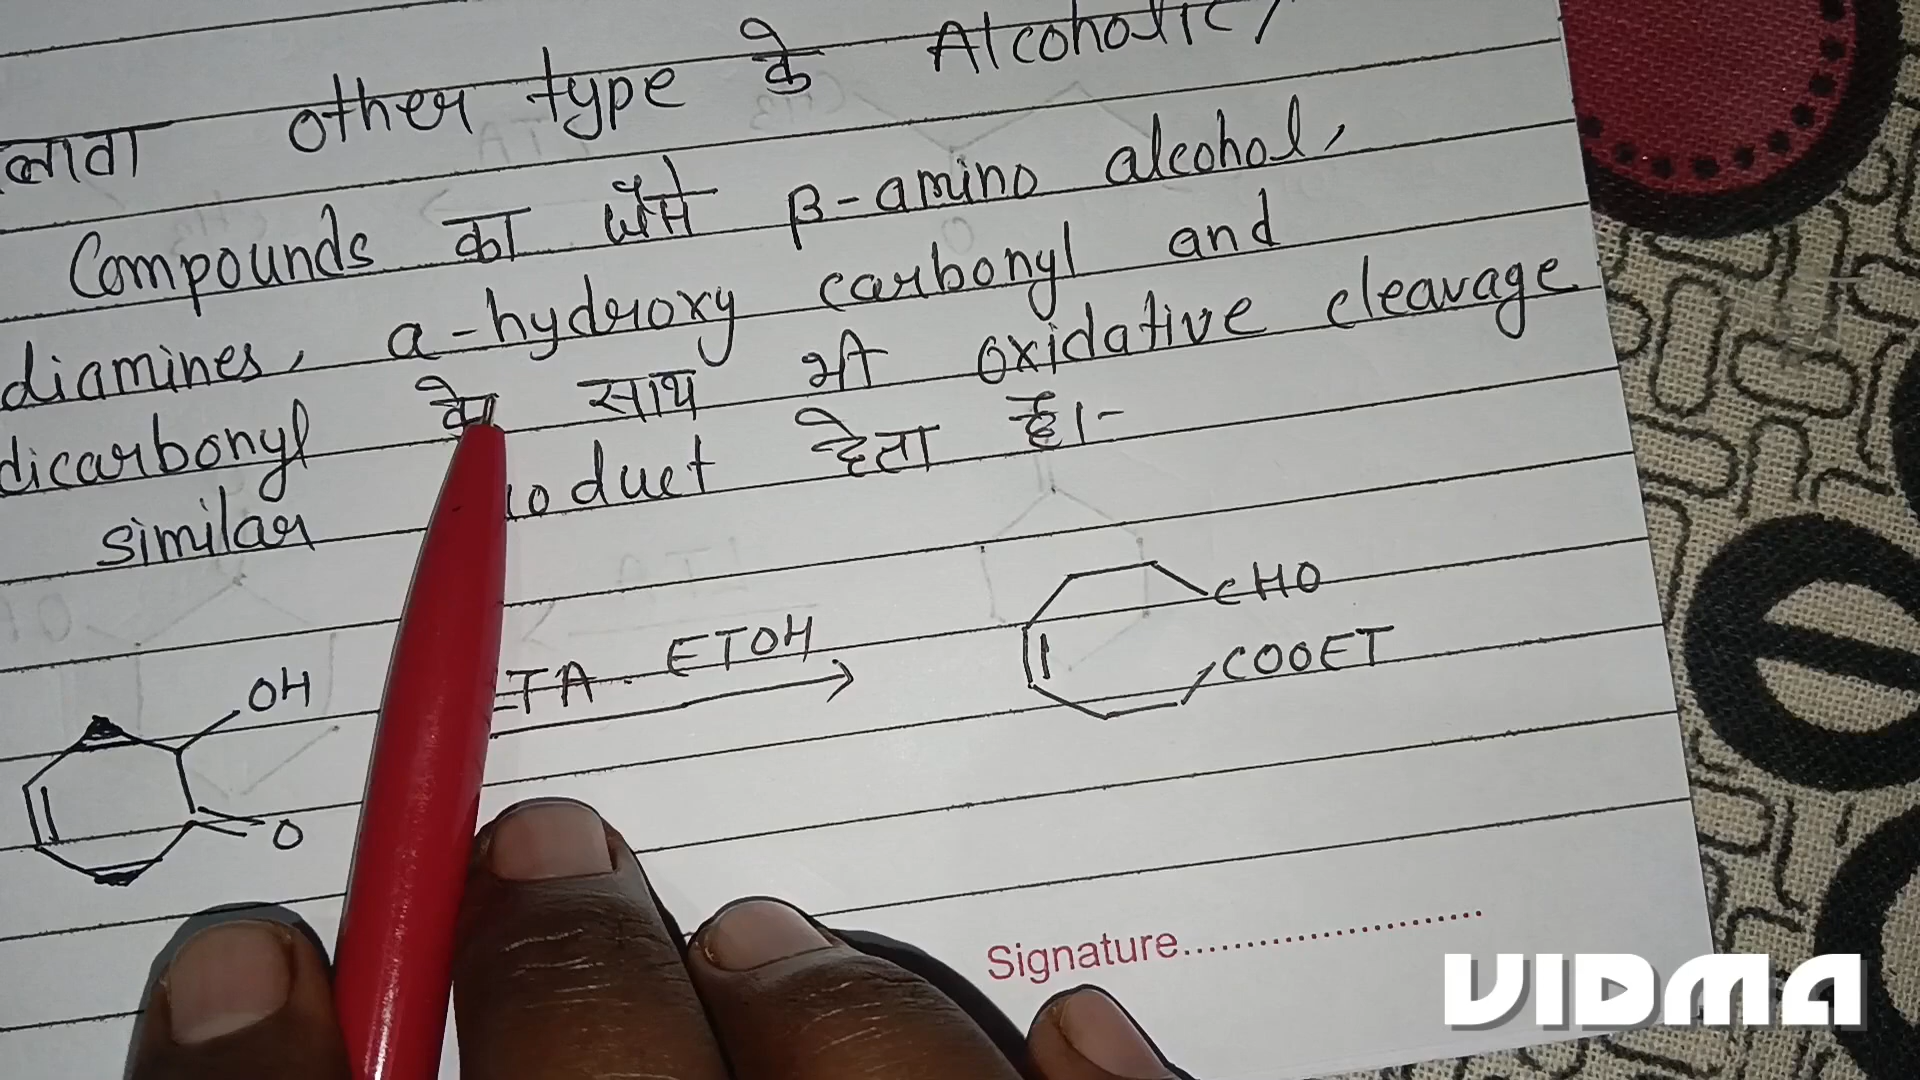 other type के Alcoholic,
Compounds का जैसे β-amino alcohol,
diamines, α-hydroxy carbonyl and
dicarbonyl के साथ भी oxidative cleavage
similar देता है।-
OH
O
TA . ETOH
CHO
COOET
Signature
VIDMA